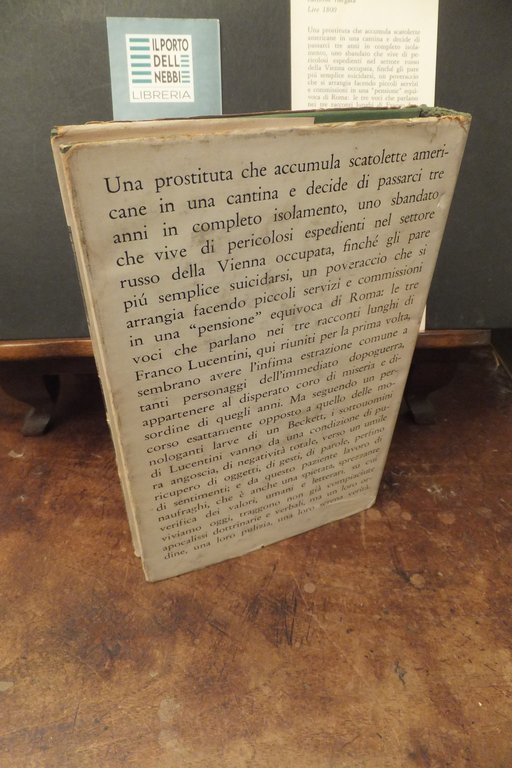 IL PORTO
DELLE
NEBBI
LIBRERIA
Lire 1800
Una prostituta che accumula scatolette
americane in una cantina e decide di
passarci tre anni in completo isola-
mento, uno sbandato che vive di pe-
ricolosi espedienti nel settore russo
della Vienna occupata, finché gli pare
piú semplice suicidarsi, un poveraccio che
si arrangia facendo piccoli servizi
e commissioni in una "pensione" equi-
voca di Roma: le tre voci che parlano
nei tre racconti lunghi di
Una prostituta che accumula scatolette ameri-
cane in una cantina e decide di passarci tre
anni in completo isolamento, uno sbandato
che vive di pericolosi espedienti nel settore
russo della Vienna occupata, finché gli pare
piú semplice suicidarsi, un poveraccio che si
arrangia facendo piccoli servizi e commissioni
in una "pensione" equivoca di Roma: le tre
voci che parlano nei tre racconti lunghi di
Franco Lucentini, qui riuniti per la prima volta,
sembrano avere l'infima estrazione comune a
tanti personaggi dell'immediato dopoguerra,
appartenere al disperato coro di miseria e di-
sordine di quegli anni. Ma seguendo un per-
corso esattamente opposto a quello delle mo-
nologanti larve di un Beckett, i sottouomini
di Lucentini vanno da una condizione di pu-
ra angoscia, di negatività totale, verso un umile
ricupero di oggetti, di gesti, di parole, perfino
di sentimenti; e da questo paziente lavoro di
naufraghi, che è anche una spietata, sprezzante
verifica dei valori, umani e letterari, su cui
viviamo oggi, traggono non già compiaciute
apocalissi dottrinarie e verbali, ma un loro or-
dine, una loro pulizia, una loro serena verità.